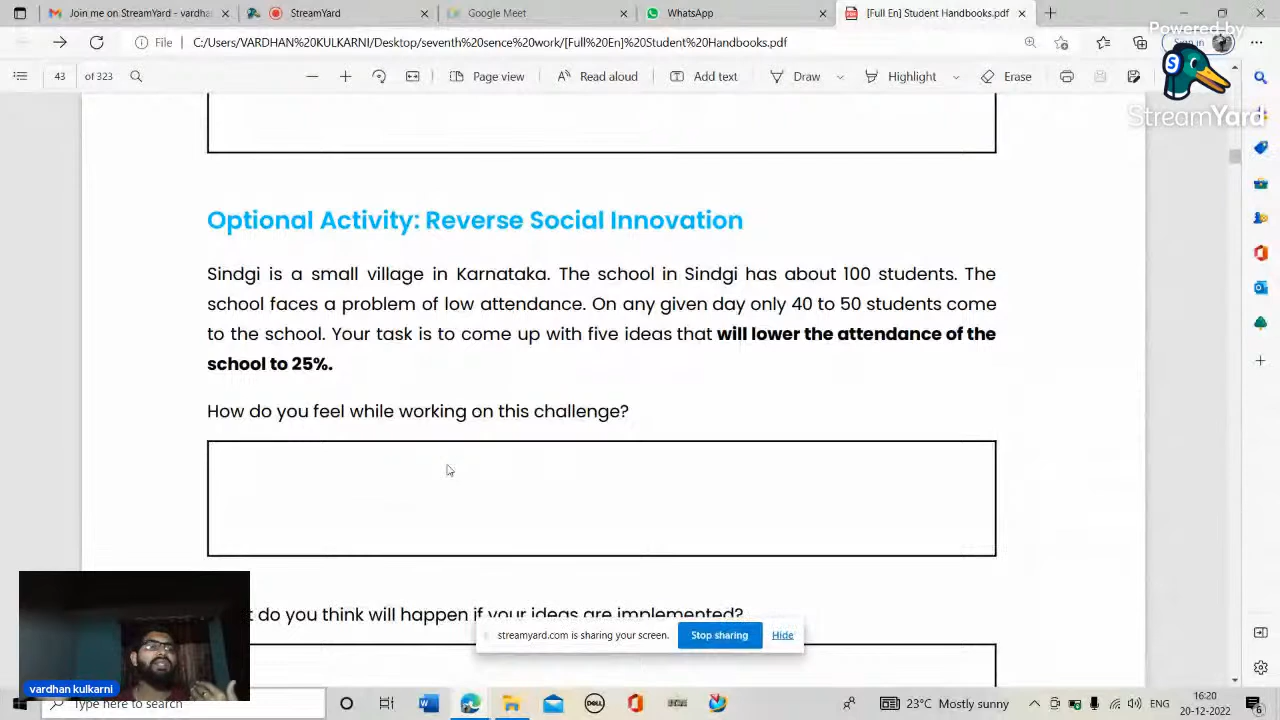 Join me on StreamYard - vardha
StreamYard
Google Meet
WhatsApp
[Full En] Student Handbooks.pdf
Powered by
StreamYard
File
C:/Users/VARDHAN%20KULKARNI/Desktop/seventh%20
work/[Full%20En]%20Student%20Handbooks.pdf
43 of 323
Page view
Read aloud
Add text
Draw
Highlight
Erase
Optional Activity: Reverse Social Innovation
Sindgi is a small village in Karnataka. The school in Sindgi has about 100 students. The
school faces a problem of low attendance. On any given day only 40 to 50 students come
to the school. Your task is to come up with five ideas that will lower the attendance of the
school to 25%.
How do you feel while working on this challenge?
do you think will happen if your ideas are implemented?
streamyard.com is sharing your screen.
Stop sharing
Hide
vardhan kulkarni
Type here to search
DELL
23°C Mostly sunny
ENG
16:20
20-12-2022